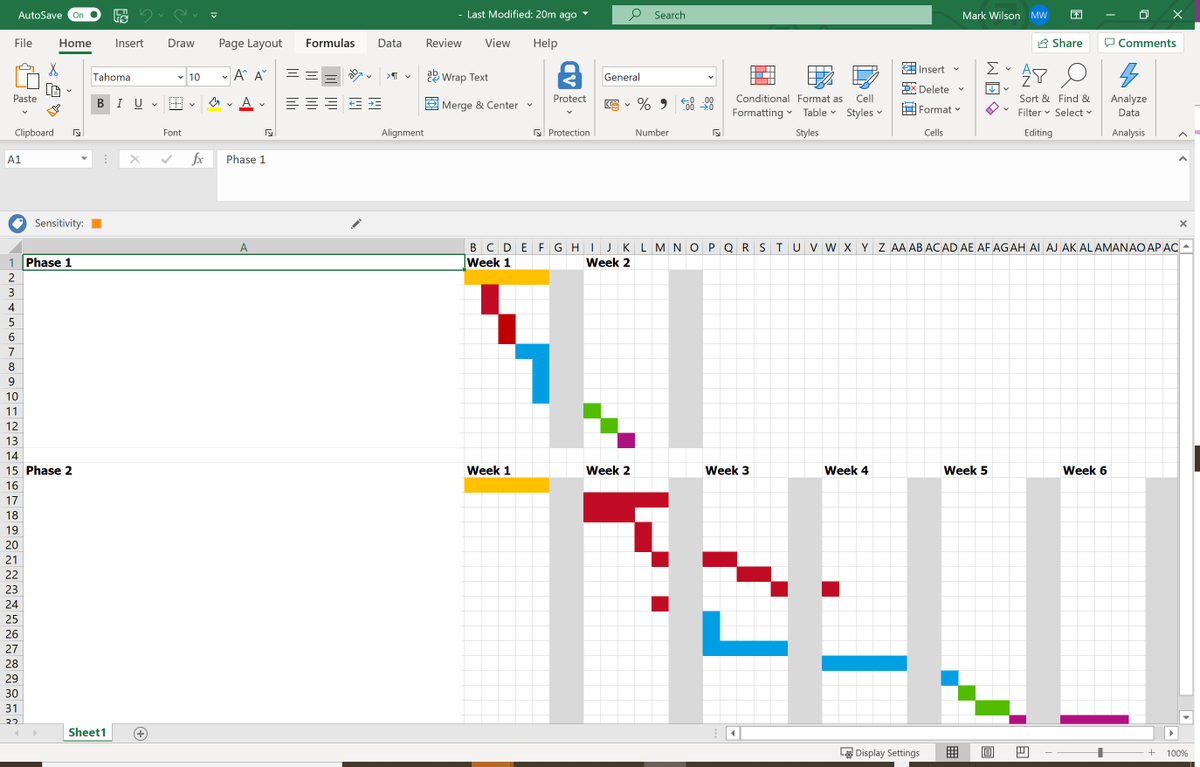 AutoSave On - Last Modified: 20m ago Search Mark Wilson MW
File Home Insert Draw Page Layout Formulas Data Review View Help Share Comments
Paste Tahoma 10 A A ab Wrap Text General Insert
B I U A Merge & Center Protect % Conditional Formatting Format as Table Cell Styles Delete Format Sort & Filter Find & Select Analyze Data
Clipboard Font Alignment Protection Number Styles Cells Editing Analysis
A1 fx Phase 1
Sensitivity:
A B C D E F G H I J K L M N O P Q R S T U V W X Y Z AA AB AC AD AE AF AG AH AI AJ AK AL AM AN AO AP
1 Phase 1 Week 1 Week 2
2
3
4
5
6
7
8
9
10
11
12
13
14
15 Phase 2 Week 1 Week 2 Week 3 Week 4 Week 5 Week 6
16
17
18
19
20
21
22
23
24
25
26
27
28
29
30
31
32
Sheet1
Display Settings 100%